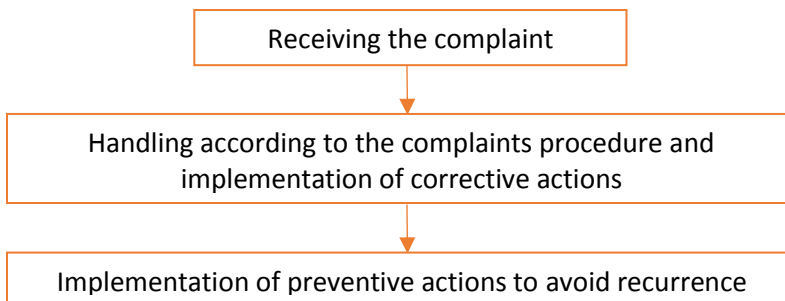 Receiving the complaint
Handling according to the complaints procedure and
implementation of corrective actions
Implementation of preventive actions to avoid recurrence